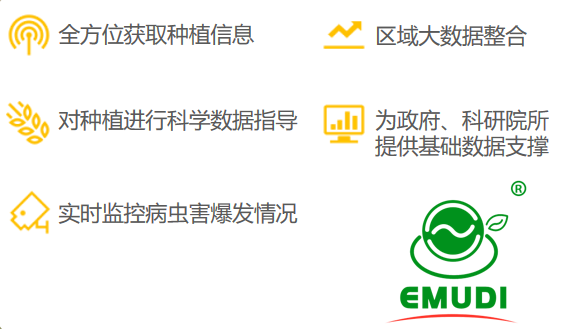 全方位获取种植信息
区域大数据整合
对种植进行科学数据指导
为政府、科研院所
提供基础数据支撑
实时监控病虫害爆发情况
®
EMUDI